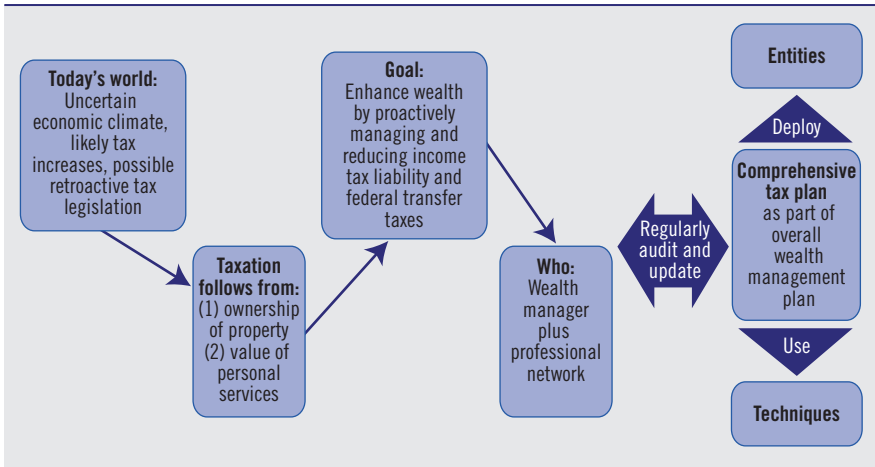 Today's world:
Uncertain
economic climate,
likely tax
increases, possible
retroactive tax
legislation
Taxation
follows from:
(1) ownership
of property
(2) value of
personal
services
Goal:
Enhance wealth
by proactively
managing and
reducing income
tax liability and
federal transfer
taxes
Who:
Wealth
manager
plus
professional
network
Regularly
audit and
update
Entities
Deploy
Comprehensive
tax plan
as part of
overall
wealth
management
plan
Use
Techniques